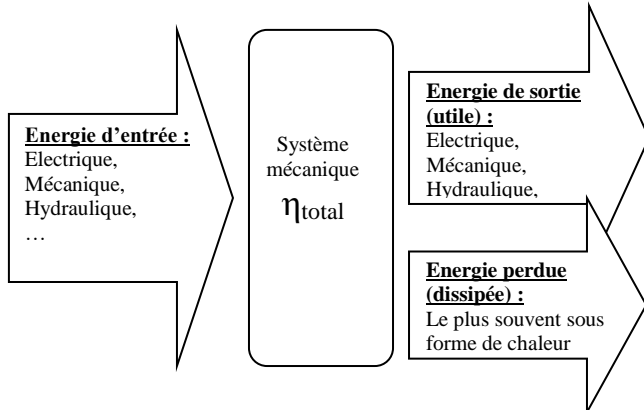 Energie d'entrée :
Electrique,
Mécanique,
Hydraulique,
…
Système
mécanique
ηtotal
Energie de sortie
(utile) :
Electrique,
Mécanique,
Hydraulique,
Energie perdue
(dissipée) :
Le plus souvent sous
forme de chaleur